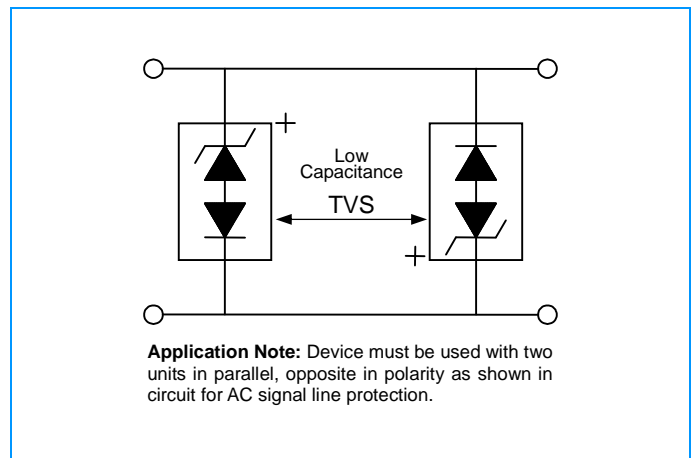 +
Low
Capacitance
TVS
+
Application Note: Device must be used with two
units in parallel, opposite in polarity as shown in
circuit for AC signal line protection.